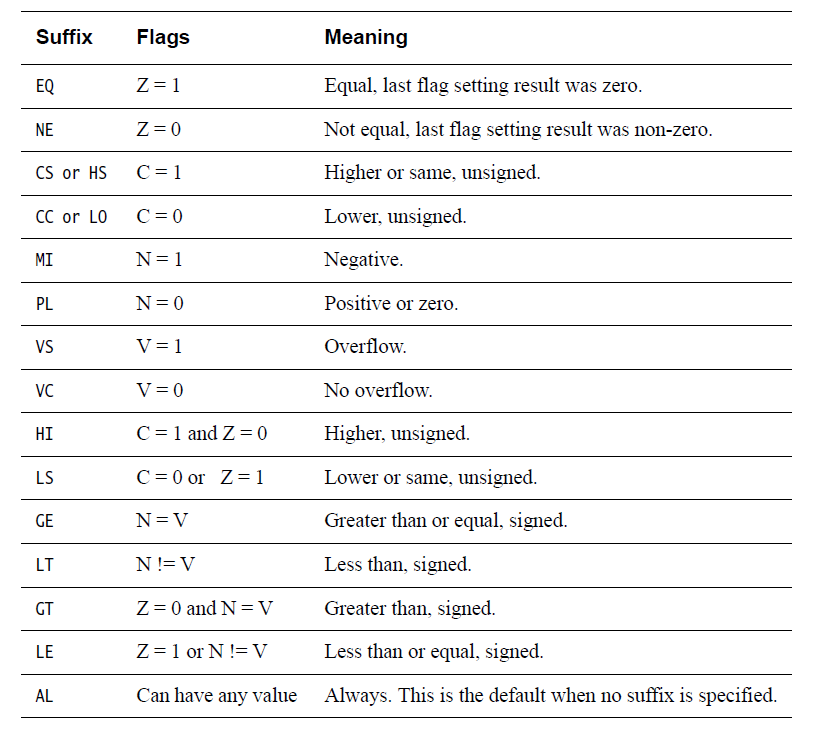 Suffix Flags Meaning
EQ Z = 1 Equal, last flag setting result was zero.
NE Z = 0 Not equal, last flag setting result was non-zero.
CS or HS C = 1 Higher or same, unsigned.
CC or LO C = 0 Lower, unsigned.
MI N = 1 Negative.
PL N = 0 Positive or zero.
VS V = 1 Overflow.
VC V = 0 No overflow.
HI C = 1 and Z = 0 Higher, unsigned.
LS C = 0 or Z = 1 Lower or same, unsigned.
GE N = V Greater than or equal, signed.
LT N != V Less than, signed.
GT Z = 0 and N = V Greater than, signed.
LE Z = 1 or N != V Less than or equal, signed.
AL Can have any value Always. This is the default when no suffix is specified.